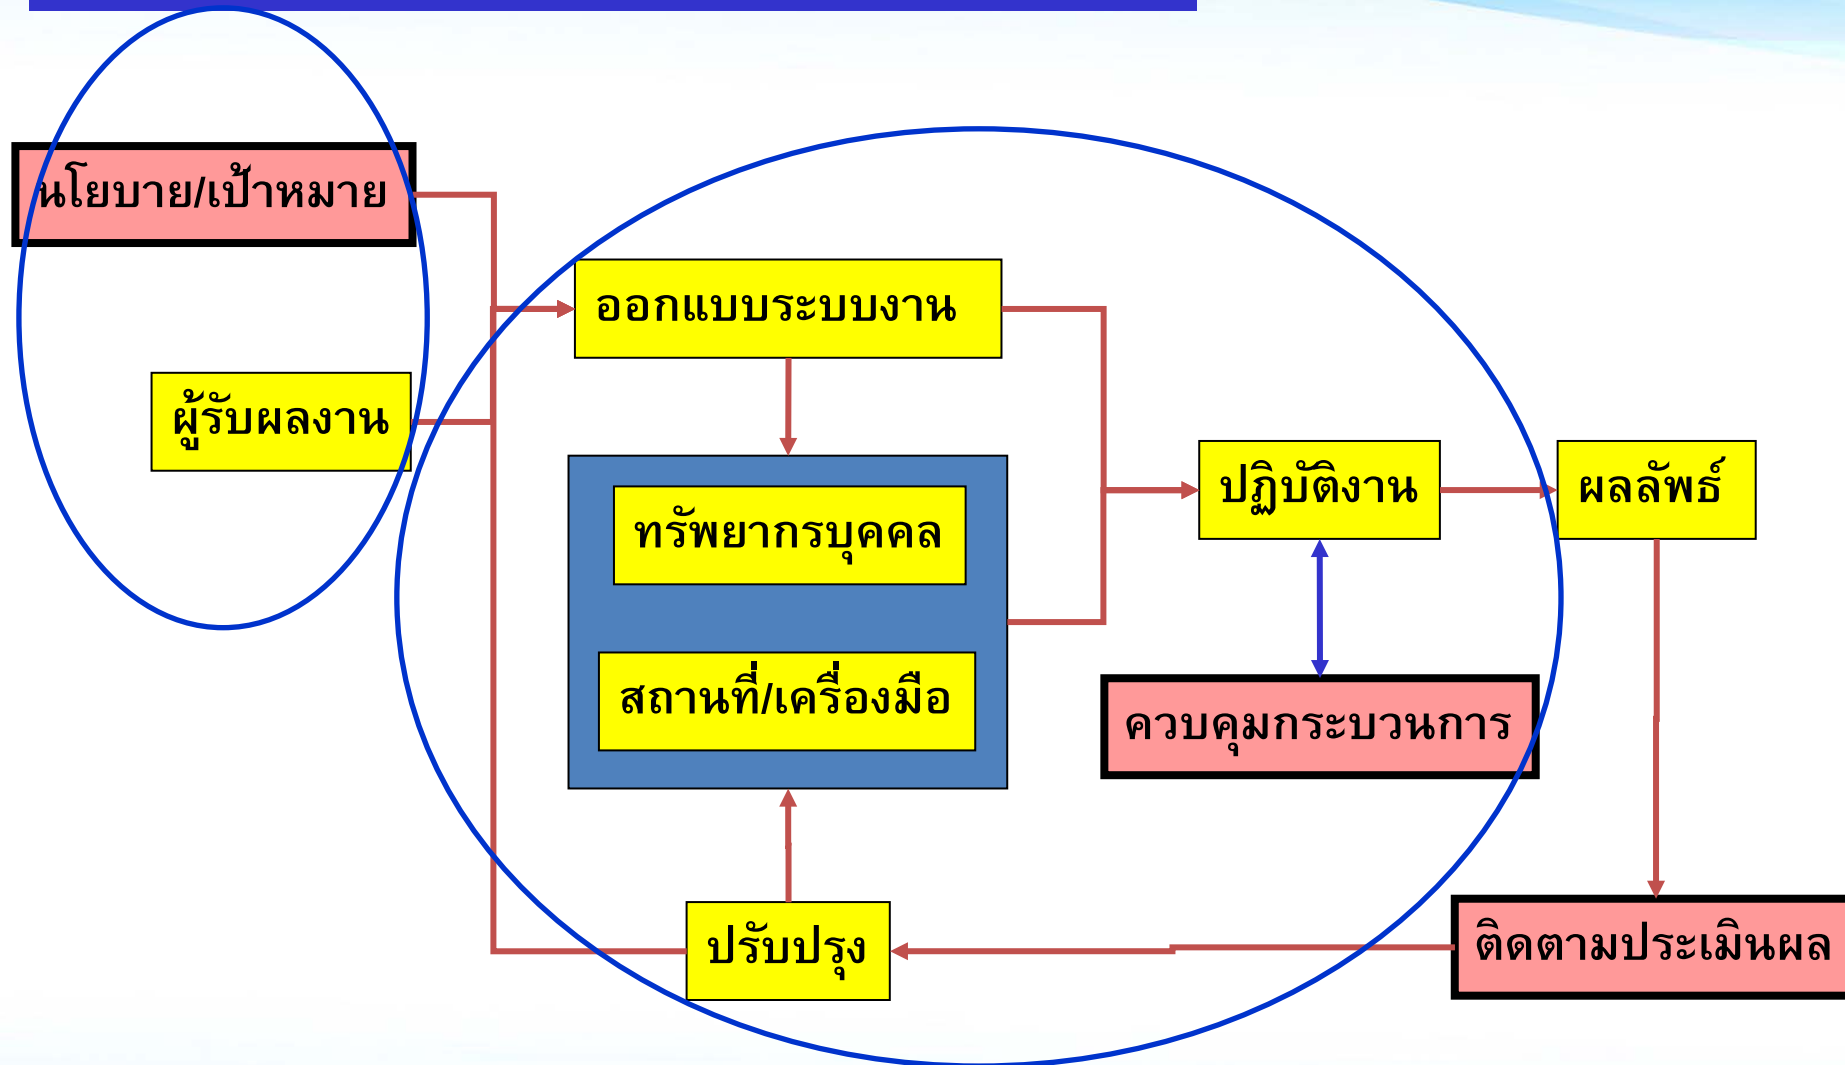 นโยบาย/เป้าหมาย
ออกแบบระบบงาน
ผู้รับผลงาน
ทรัพยากรบุคคล
ปฏิบัติงาน
ผลลัพธ์
สถานที่/เครื่องมือ
ควบคุมกระบวนการ
ปรับปรุง
ติดตามประเมินผล